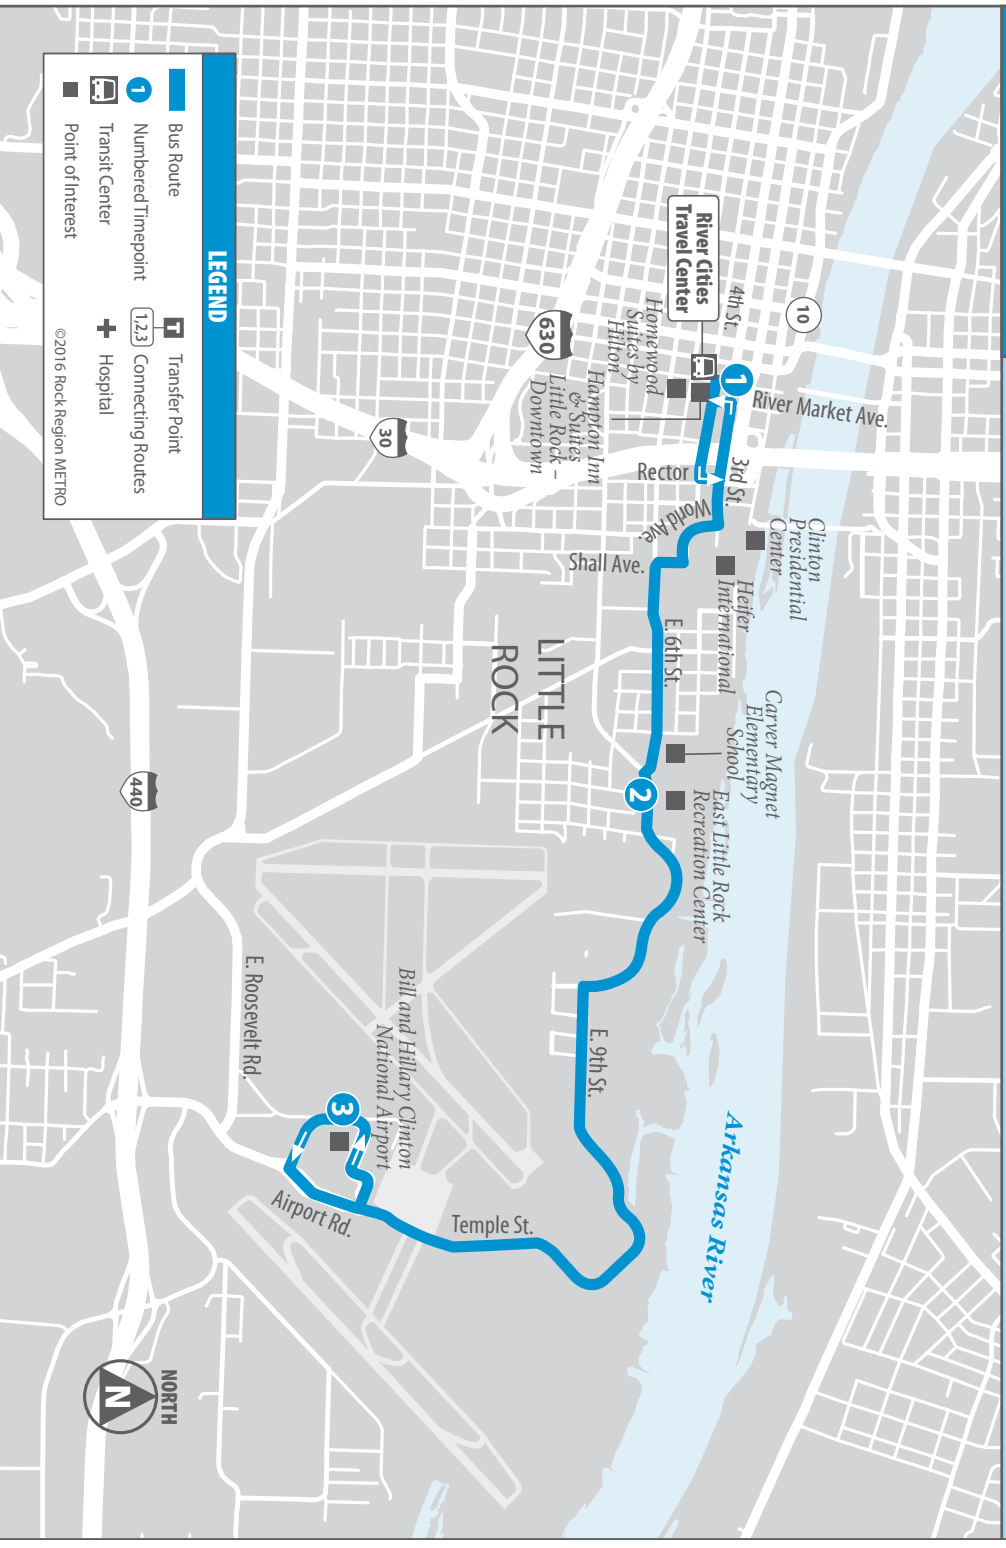 LEGEND
Bus Route
1
Numbered Timepoint
Transit Center
Point of Interest
T
Transfer Point
1,2,3
Connecting Routes
Hospital
©2016 Rock Region METRO
10
River Cities
Travel Center
4th St.
1
River Market Ave.
Homewood
Suites by
Hilton
Hampton Inn
& Suites
Little Rock –
Downtown
630
30
Rector
3rd St.
World Ave.
Shall Ave.
Clinton
Presidential
Center
Heifer
International
E. 6th St.
LITTLE
ROCK
Carver Magnet
Elementary
School
2
East Little Rock
Recreation Center
440
E. Roosevelt Rd.
Bill and Hillary Clinton
National Airport
3
E. 9th St.
Arkansas River
Airport Rd.
Temple St.
NORTH
N